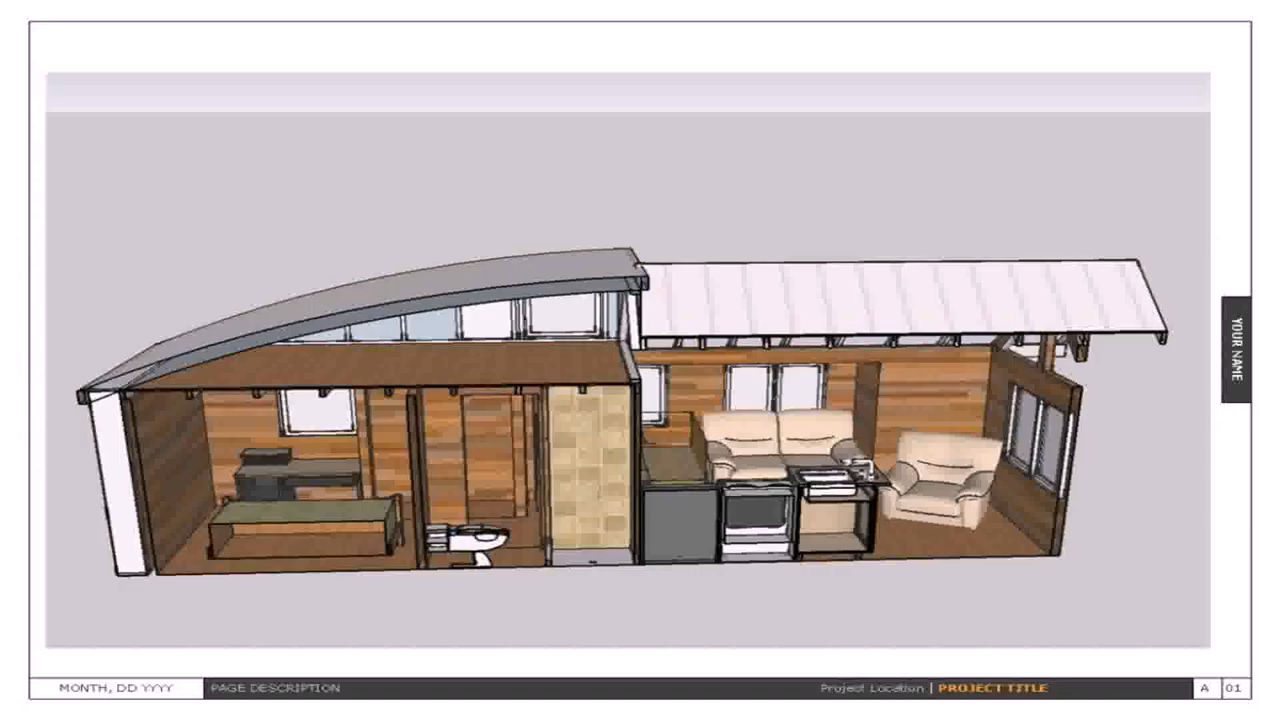 YOUR NAME
MONTH, DD YYYY
PAGE DESCRIPTION
Project Location | PROJECT TITLE
A 01